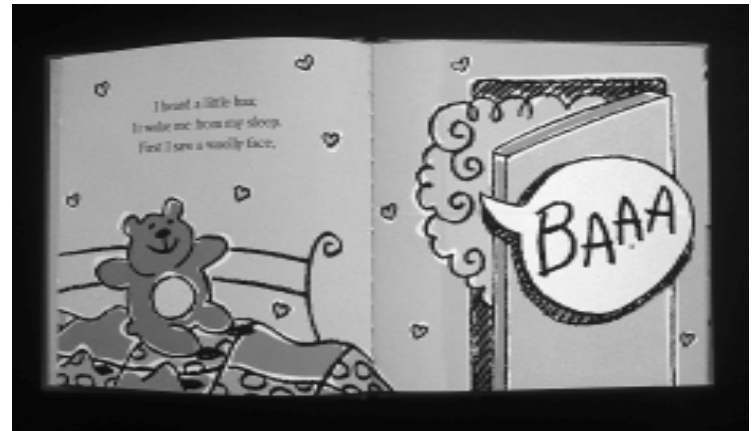 I heard a little baa;
It woke me from my sleep.
First I saw a woolly face,
BAAA